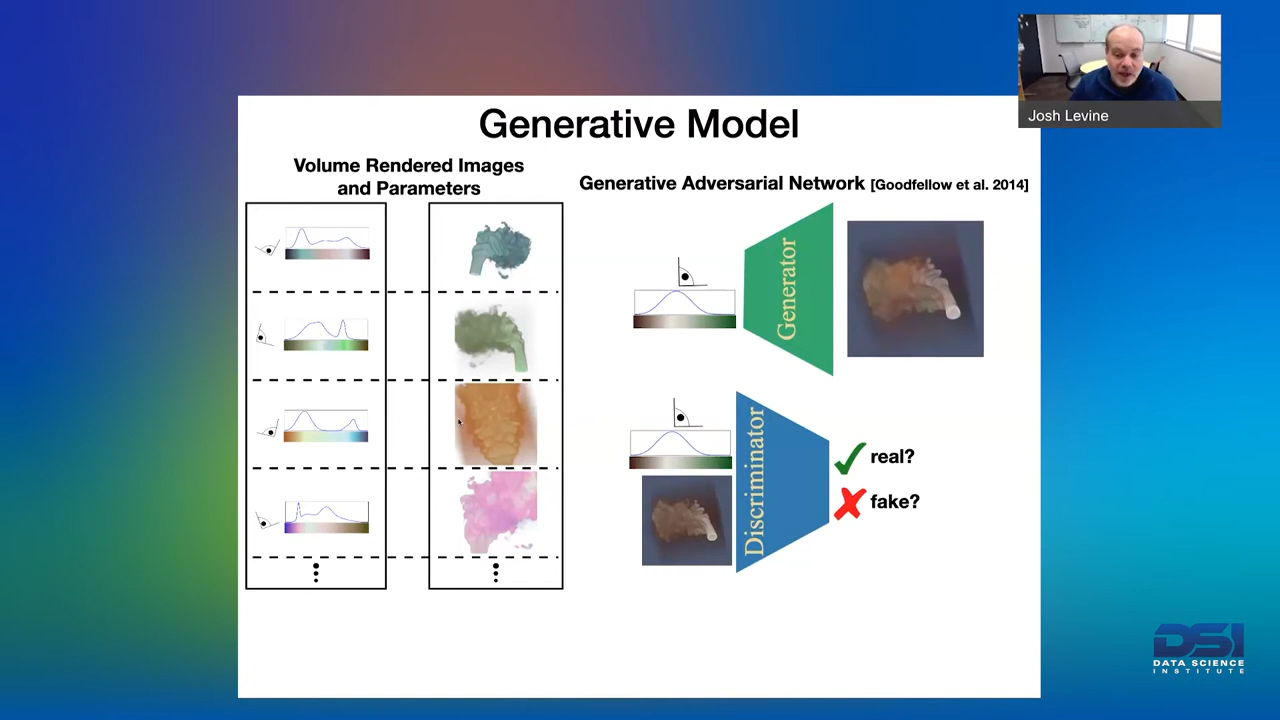 Josh Levine
Generative Model
Volume Rendered Images
and Parameters
Generative Adversarial Network [Goodfellow et al. 2014]
Generator
Discriminator
real?
fake?
DSI
DATA SCIENCE
INSTITUTE